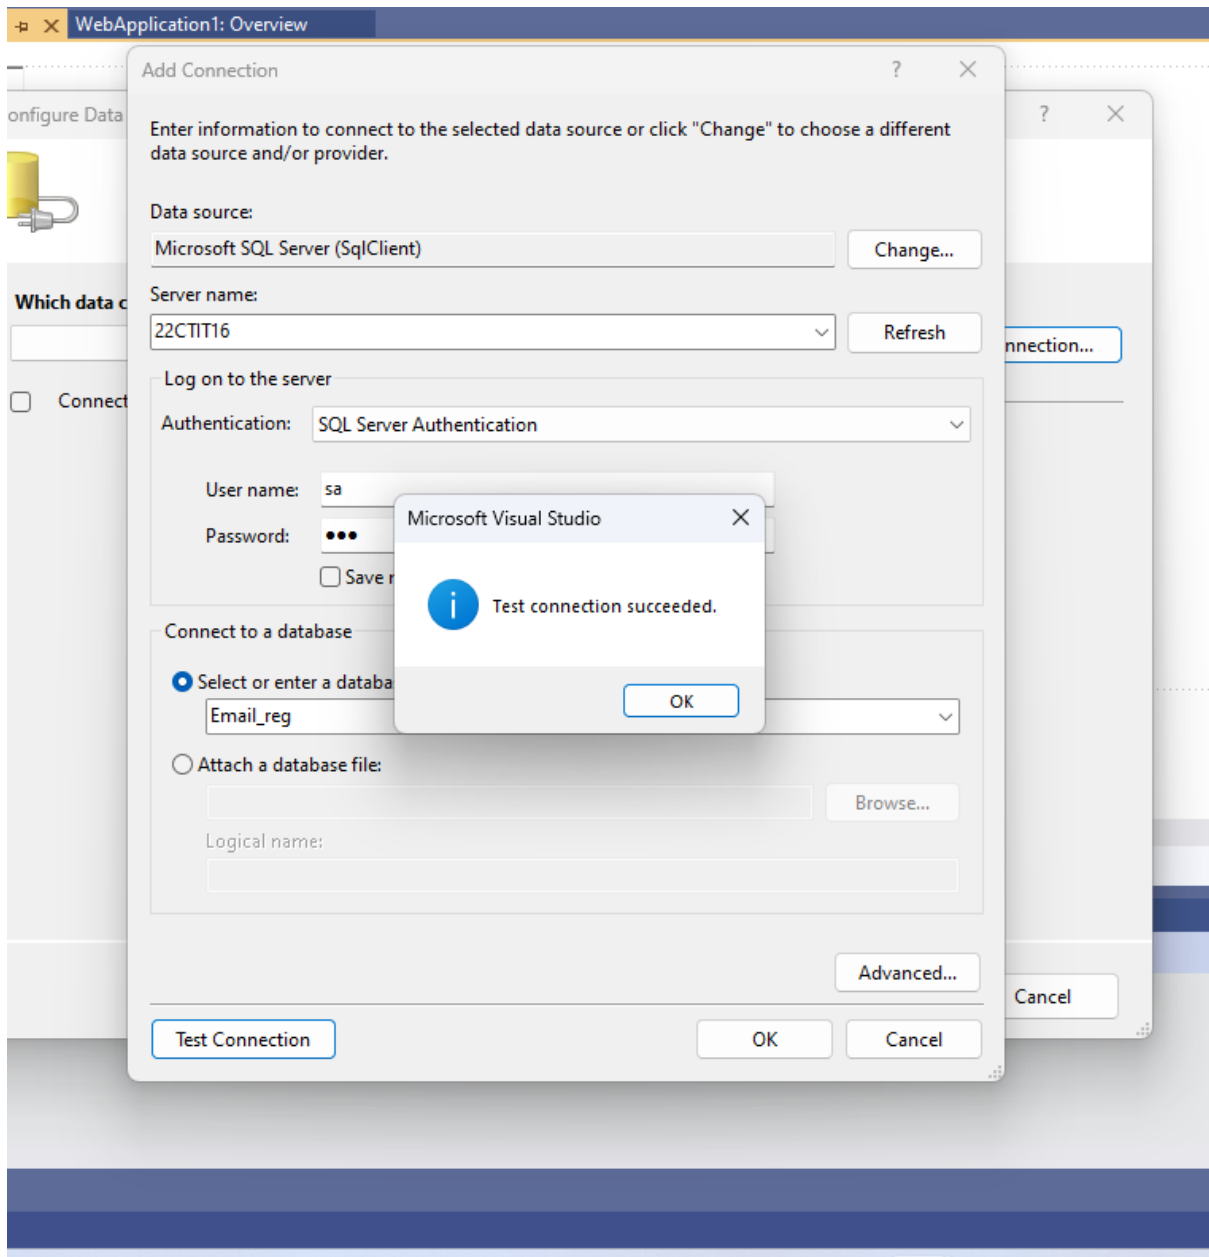 WebApplication1: Overview
Add Connection
onfigure Data
Enter information to connect to the selected data source or click "Change" to choose a different
data source and/or provider.
Data source:
Microsoft SQL Server (SqlClient)
Change...
Which data c
Server name:
22CTIT16
Refresh
nnection...
Log on to the server
Connect
Authentication:
SQL Server Authentication
User name:
sa
Microsoft Visual Studio
Password:
Save
Test connection succeeded.
Connect to a database
Select or enter a databa
OK
Email_reg
Attach a database file:
Browse...
Logical name:
Advanced...
Cancel
Test Connection
OK
Cancel